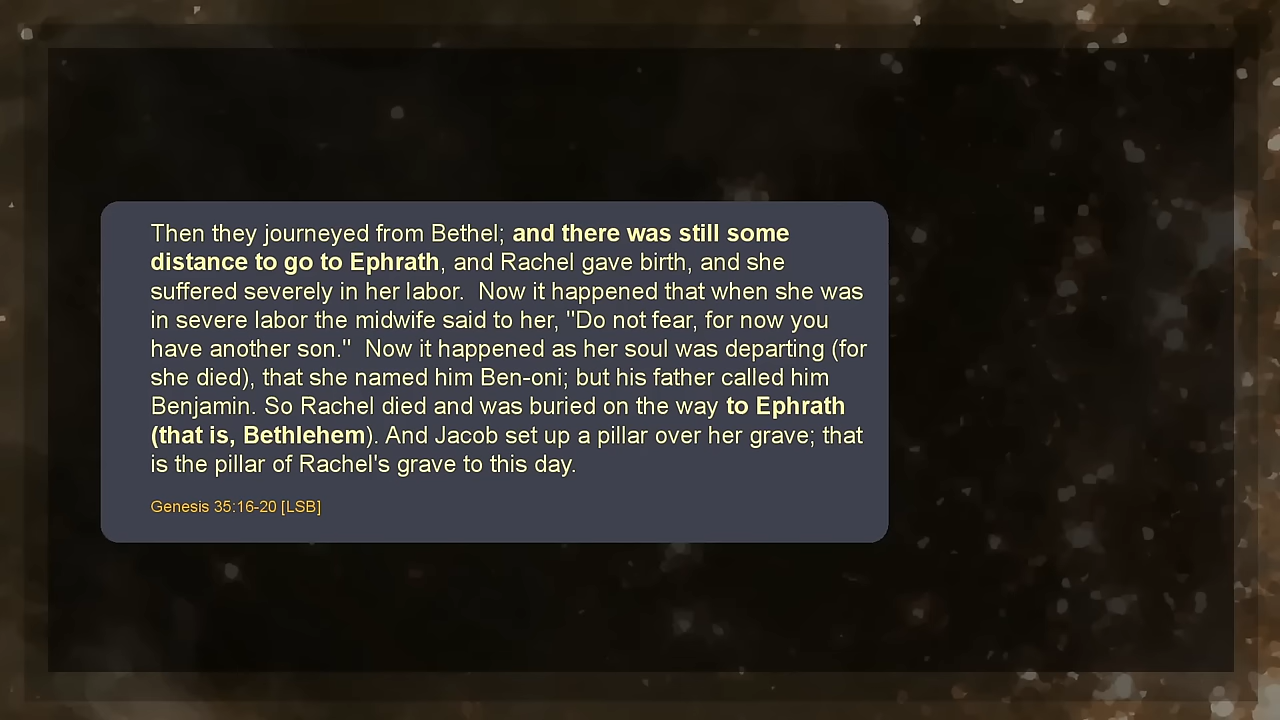 Then they journeyed from Bethel; and there was still some
distance to go to Ephrath, and Rachel gave birth, and she
suffered severely in her labor.  Now it happened that when she was
in severe labor the midwife said to her, "Do not fear, for now you
have another son."  Now it happened as her soul was departing (for
she died), that she named him Ben-oni; but his father called him
Benjamin. So Rachel died and was buried on the way to Ephrath
(that is, Bethlehem). And Jacob set up a pillar over her grave; that
is the pillar of Rachel's grave to this day.
Genesis 35:16-20 [LSB]